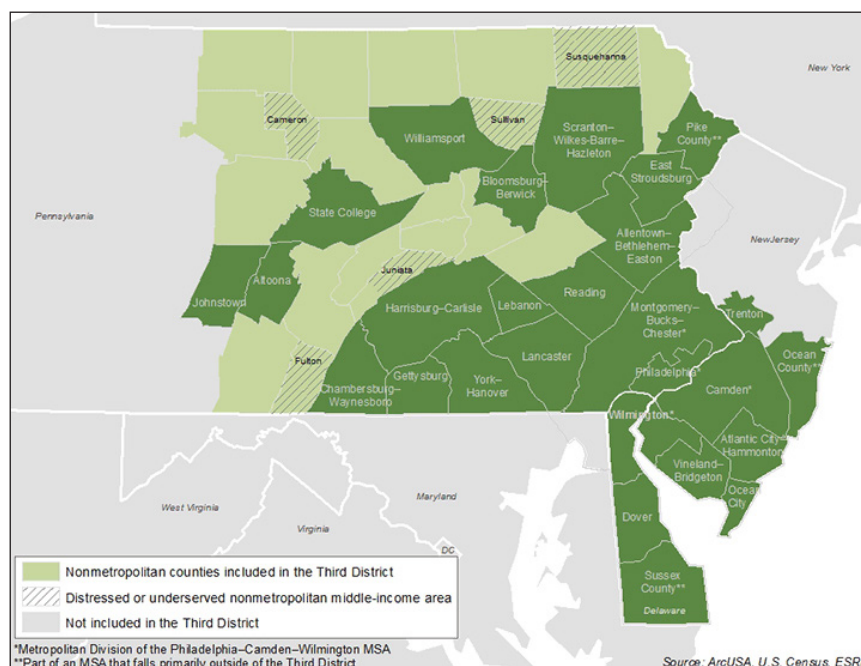 Susquehanna
New York
Cameron
Williamsport
Sullivan
Scranton–
Wilkes-Barre–
Hazleton
Pike
County**
East
Stroudsburg
Bloomsburg–
Berwick
State College
Pennsylvania
Allentown–
Bethlehem–
Easton
NewJersey
Juniata
Altoona
Johnstown
Harrisburg–Carlisle
Lebanon
Reading
Montgomery–
Bucks–
Chester*
Trenton
Ocean
County**
Fulton
Chambersburg–
Waynesboro
Gettysburg
York–
Hanover
Lancaster
Philadelphia*
Camden*
Wilmington*
Atlantic City–
Hammonton
Vineland–
Bridgeton
Ocean
City
West Virginia
Maryland
Virginia
DC
Dover
Sussex
County**
Delaware
Nonmetropolitan counties included in the Third District
Distressed or underserved nonmetropolitan middle-income area
Not included in the Third District
*Metropolitan Division of the Philadelphia–Camden–Wilmington MSA
**Part of an MSA that falls primarily outside of the Third District
Source: ArcUSA, U.S. Census, ESRI